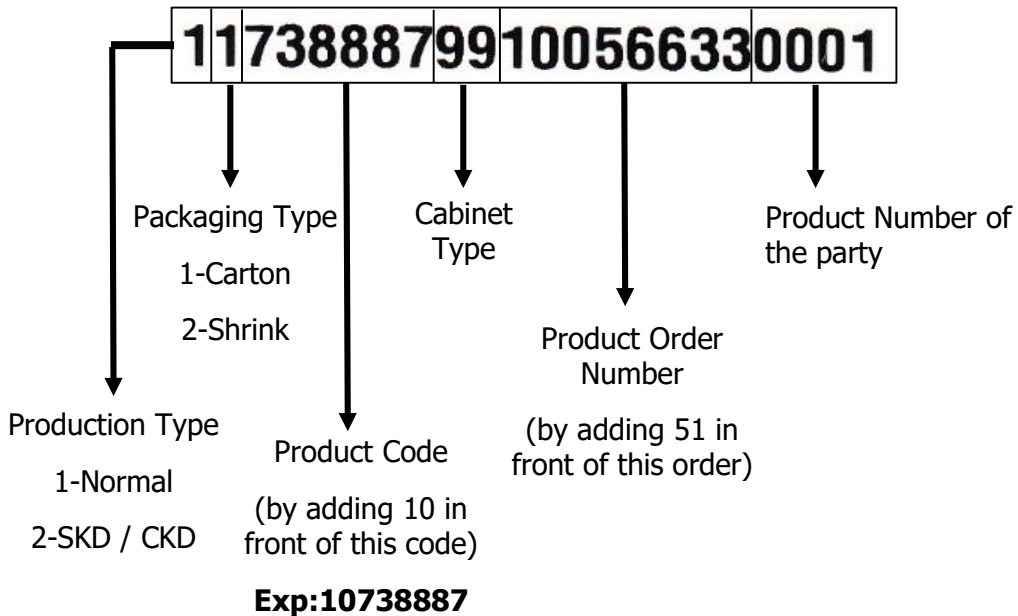 1173888799100566330001
Packaging Type
1-Carton
2-Shrink
Cabinet
Type
Product Number of
the party
Product Order
Number
(by adding 51 in
front of this order)
Production Type
1-Normal
2-SKD / CKD
Product Code
(by adding 10 in
front of this code)
Exp:10738887